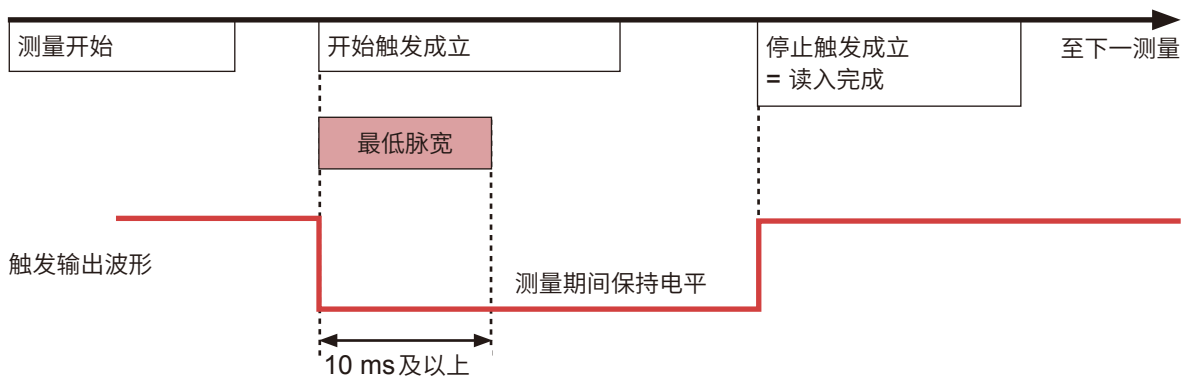 测量开始
开始触发成立
停止触发成立
= 读入完成
至下一测量
最低脉宽
触发输出波形
测量期间保持电平
10 ms及以上